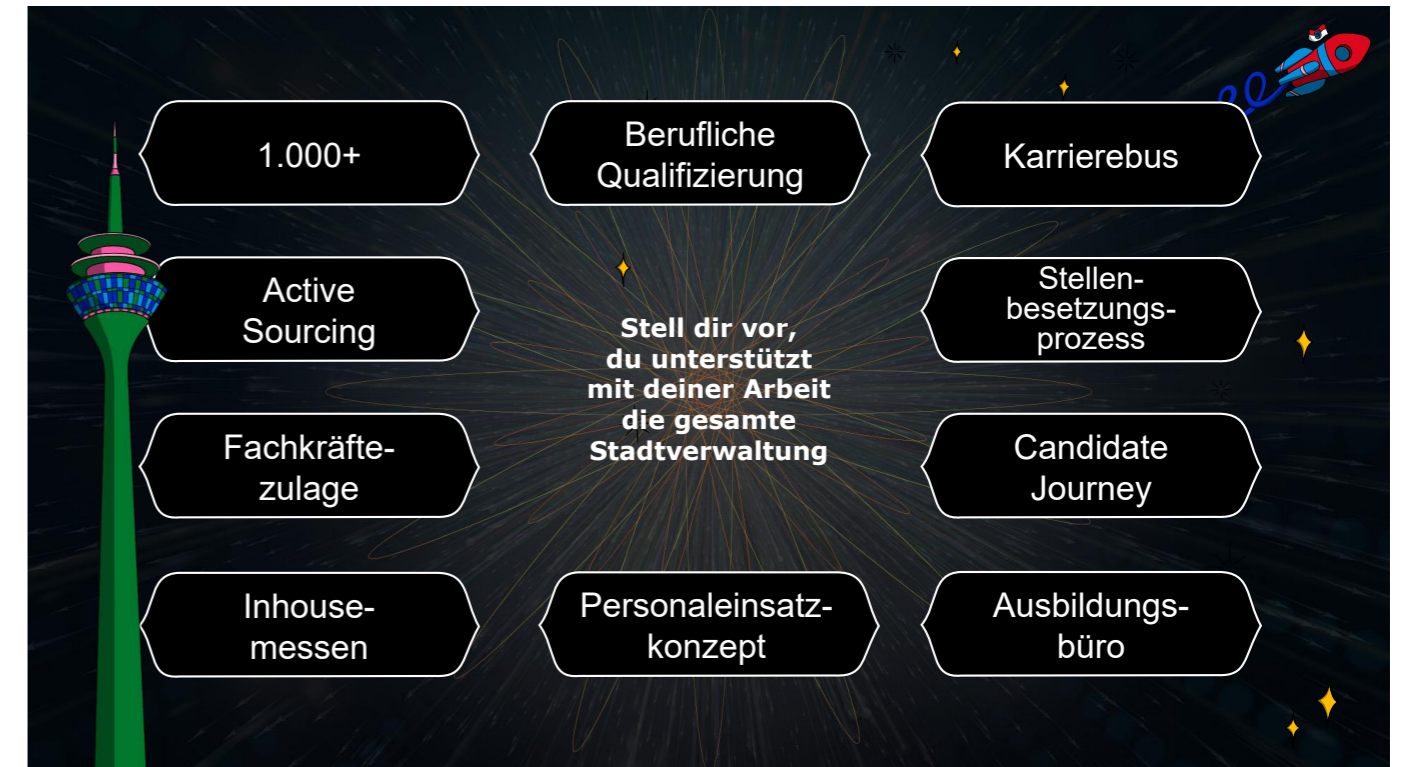 1.000+
Berufliche
Qualifizierung
Karrierebus
Active
Sourcing
Stellen-
besetzungs-
prozess
Stell dir vor,
du unterstützt
mit deiner Arbeit
die gesamte
Stadtverwaltung
Fachkräfte-
zulage
Candidate
Journey
Inhouse-
messen
Personaleinsatz-
konzept
Ausbildungs-
büro